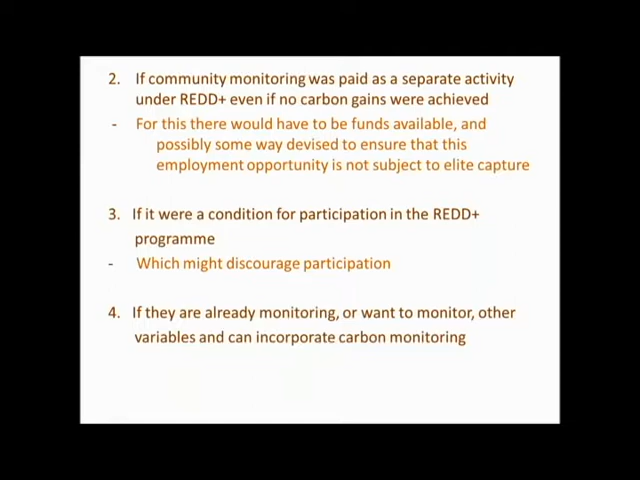 2. If community monitoring was paid as a separate activity
under REDD+ even if no carbon gains were achieved
- For this there would have to be funds available, and
possibly some way devised to ensure that this
employment opportunity is not subject to elite capture
3. If it were a condition for participation in the REDD+
programme
- Which might discourage participation
4. If they are already monitoring, or want to monitor, other
variables and can incorporate carbon monitoring